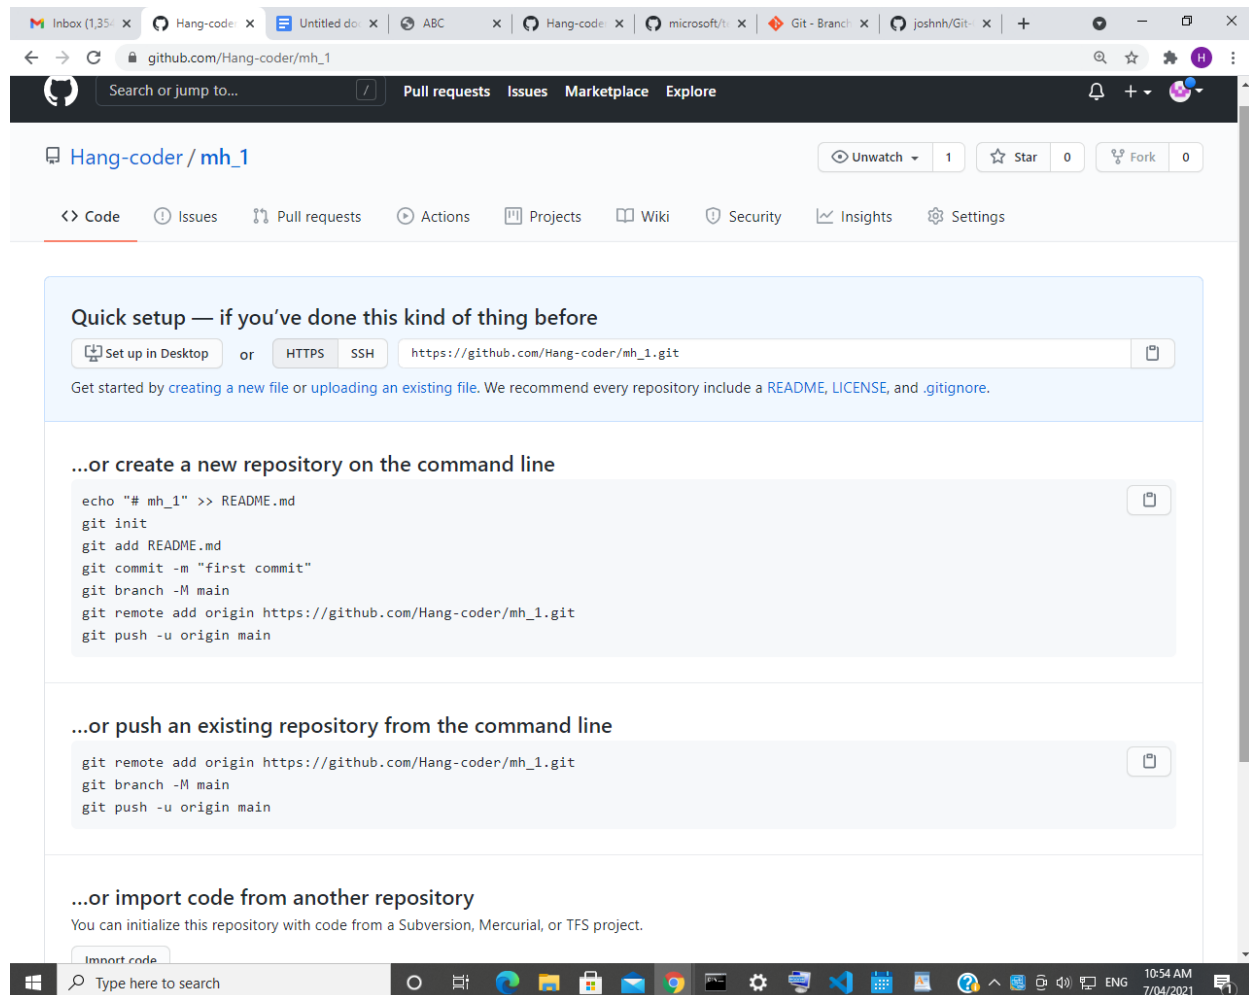 Inbox (1,354
Hang-coder
Untitled doc
ABC
Hang-coder
microsoft/t
Git - Branch
joshnh/Git-
github.com/Hang-coder/mh_1
H
Search or jump to...
/
Pull requests Issues Marketplace Explore
Hang-coder / mh_1
Unwatch 1 Star 0 Fork 0
<> Code Issues Pull requests Actions Projects Wiki Security Insights Settings
Quick setup — if you've done this kind of thing before
Set up in Desktop or HTTPS SSH https://github.com/Hang-coder/mh_1.git
Get started by creating a new file or uploading an existing file. We recommend every repository include a README, LICENSE, and .gitignore.
...or create a new repository on the command line
echo "# mh_1" >> README.md
git init
git add README.md
git commit -m "first commit"
git branch -M main
git remote add origin https://github.com/Hang-coder/mh_1.git
git push -u origin main
...or push an existing repository from the command line
git remote add origin https://github.com/Hang-coder/mh_1.git
git branch -M main
git push -u origin main
...or import code from another repository
You can initialize this repository with code from a Subversion, Mercurial, or TFS project.
Import code
Type here to search
ENG
10:54 AM
7/04/2021
1